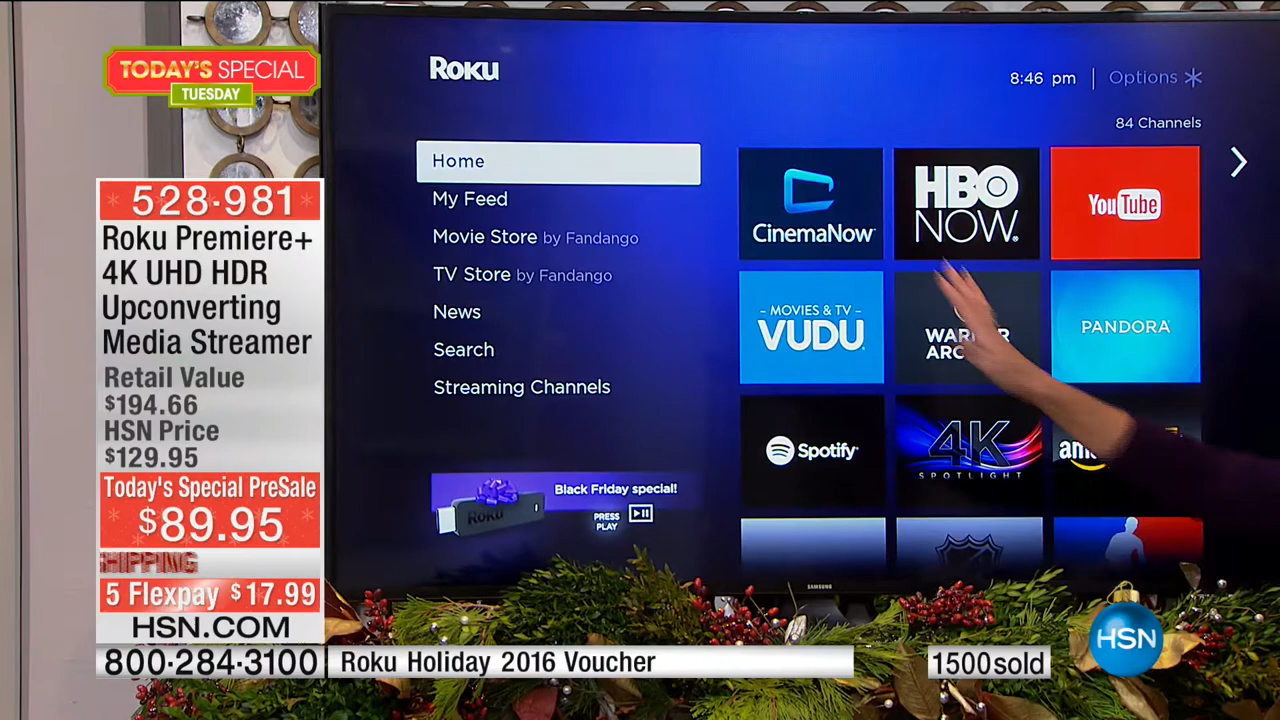 TODAY'S SPECIAL
TUESDAY
528-981
Roku Premiere+
4K UHD HDR
Upconverting
Media Streamer
Retail Value
$194.66
HSN Price
$129.95
Today's Special PreSale
$89.95
SHIPPING
5 Flexpay $17.99
HSN.COM
800-284-3100
Roku Holiday 2016 Voucher
1500sold
HSN
ROKU
8:46 pm
Options
84 Channels
Home
My Feed
Movie Store by Fandango
TV Store by Fandango
News
Search
Streaming Channels
Black Friday special!
PRESS
PLAY
ROKU
CinemaNow
HBO
NOW.
YouTube
– MOVIES & TV –
VUDU
PANDORA
Spotify
4K
SPOTLIGHT
SAMSUNG